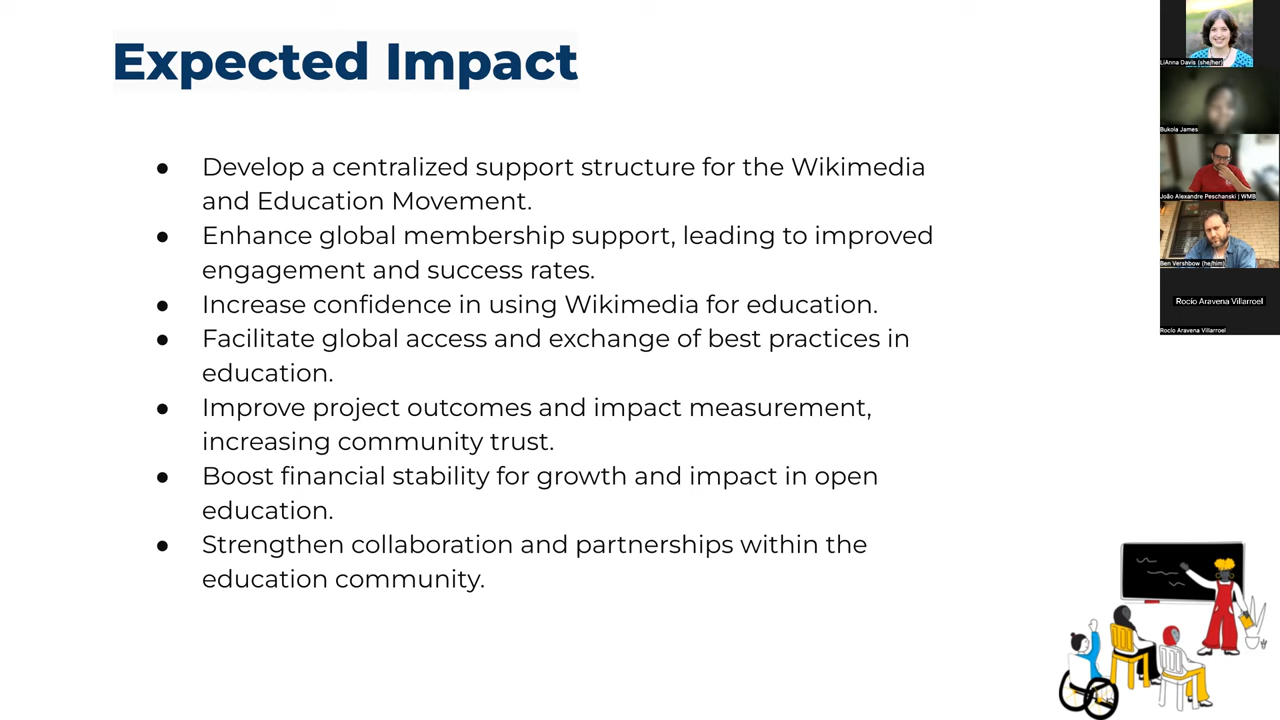 Expected Impact
● Develop a centralized support structure for the Wikimedia
and Education Movement.
● Enhance global membership support, leading to improved
engagement and success rates.
● Increase confidence in using Wikimedia for education.
● Facilitate global access and exchange of best practices in
education.
● Improve project outcomes and impact measurement,
increasing community trust.
● Boost financial stability for growth and impact in open
education.
● Strengthen collaboration and partnerships within the
education community.
LiAnna Davis (she/her)
Bukola James
João Alexandre Peschanski | WMB
Ben Vershbow (he/him)
Rocío Aravena Villarroel
Rocío Aravena Villarroel